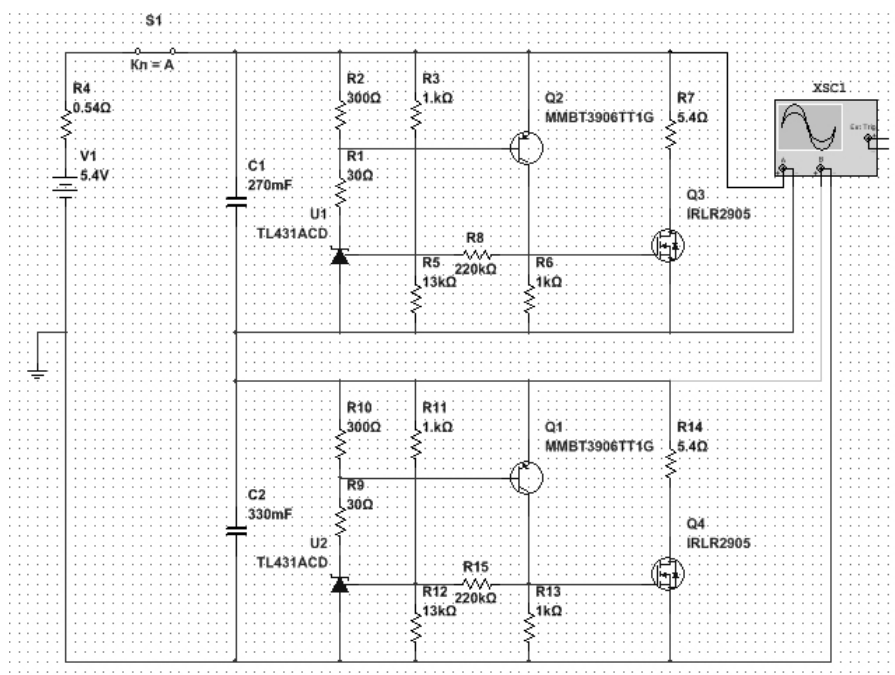 S1
Кл = A
R4
0.54Ω
V1
5.4V
C1
270mF
R2
300Ω
R1
30Ω
U1
TL431ACD
R3
1.kΩ
R5
13kΩ
R8
220kΩ
Q2
MMBT3906TT1G
R6
1kΩ
R7
5.4Ω
Q3
IRLR2905
XSC1
Ext Trig
A
B
C2
330mF
R10
300Ω
R9
30Ω
U2
TL431ACD
R11
1.kΩ
R12
13kΩ
R15
220kΩ
Q1
MMBT3906TT1G
R13
1kΩ
R14
5.4Ω
Q4
IRLR2905